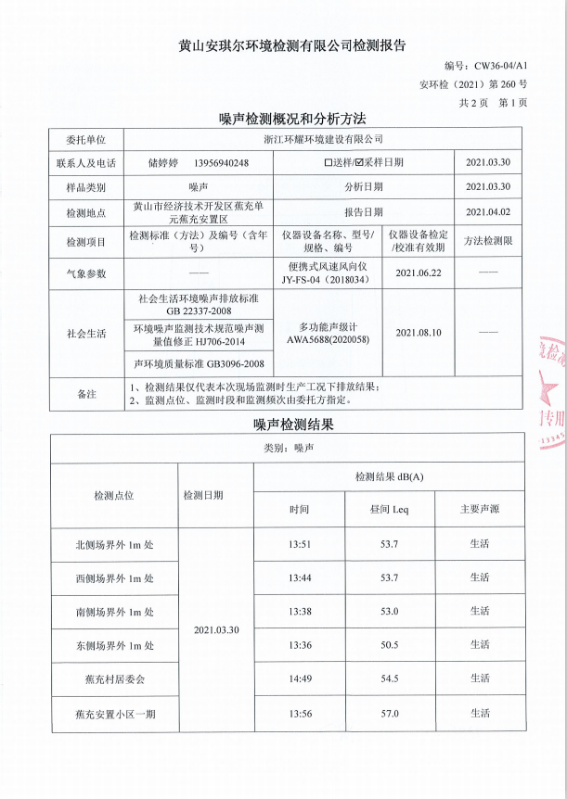 黄山安琪尔环境检测有限公司检测报告
编号：CW36-04/A1
安环检（2021）第 260 号
共 2 页 第 1 页
噪声检测概况和分析方法
委托单位 浙江环耀环境建设有限公司
联系人及电话 储婷婷 13956940248 ☐送样/☑采样日期 2021.03.30
样品类别 噪声 分析日期 2021.03.30
检测地点 黄山市经济技术开发区蕉充单
元蕉充安置区 报告日期 2021.04.02
检测项目 检测标准（方法）及编号（含年
号） 仪器设备名称、型号/
规格、编号 仪器设备检定
/校准有效期 方法检测限
气象参数 —— 便携式风速风向仪
JY-FS-04（2018034） 2021.06.22 ——
社会生活 社会生活环境噪声排放标准
GB 22337-2008
环境噪声监测技术规范噪声测
量值修正 HJ706-2014
声环境质量标准 GB3096-2008
多功能声级计
AWA5688(2020058) 2021.08.10 ——
备注 1、检测结果仅代表本次现场监测时生产工况下排放结果；
2、监测点位、监测时段和监测频次由委托方指定。
噪声检测结果
类别：噪声
检测点位 检测日期 检测结果 dB(A)
时间 昼间 Leq 主要声源
北侧场界外 1m 处 13:51 53.7 生活
西侧场界外 1m 处 13:44 53.7 生活
南侧场界外 1m 处 13:38 53.0 生活
2021.03.30
东侧场界外 1m 处 13:36 50.5 生活
蕉充村居委会 14:49 54.5 生活
蕉充安置小区一期 13:56 57.0 生活
检测
专用